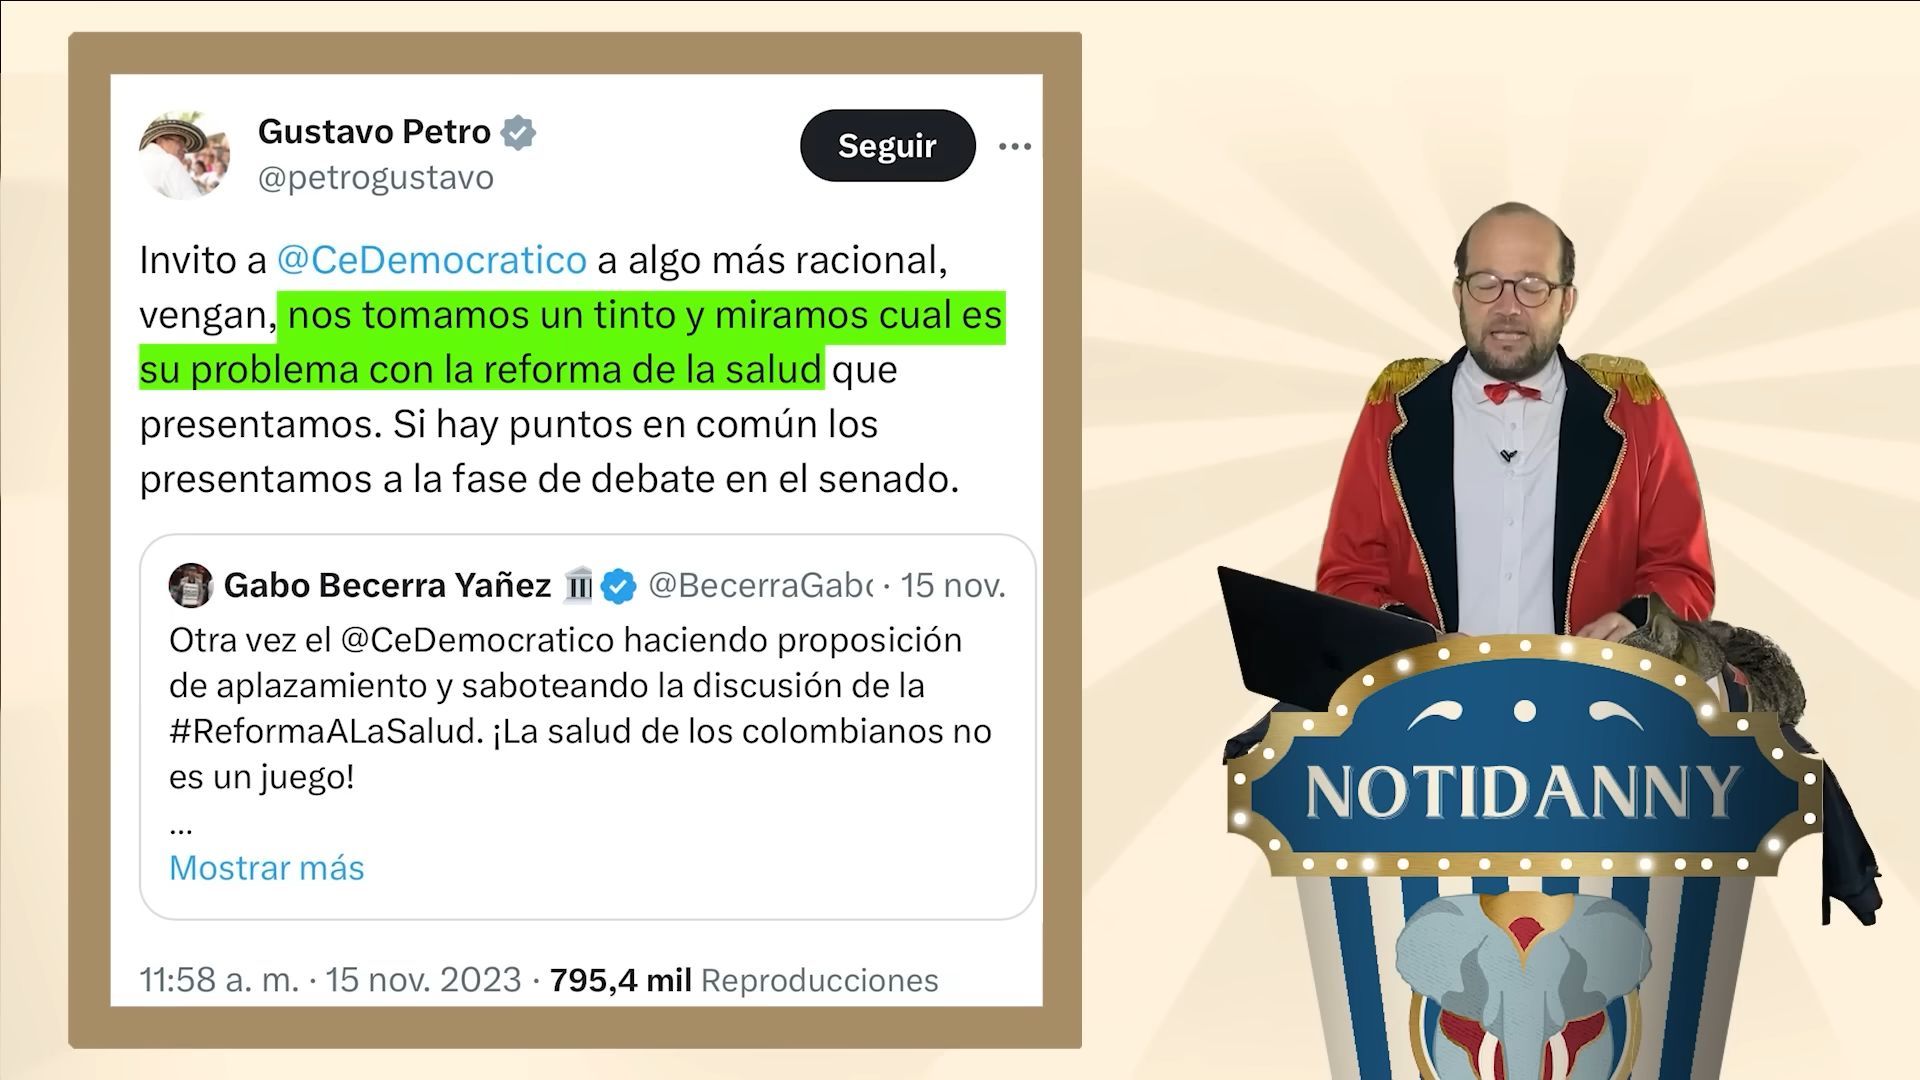 Gustavo Petro
@petrogustavo
Seguir
Invito a @CeDemocratico a algo más racional,
vengan, nos tomamos un tinto y miramos cual es
su problema con la reforma de la salud que
presentamos. Si hay puntos en común los
presentamos a la fase de debate en el senado.
Gabo Becerra Yañez @BecerraGabo · 15 nov.
Otra vez el @CeDemocratico haciendo proposición
de aplazamiento y saboteando la discusión de la
#ReformaALaSalud. ¡La salud de los colombianos no
es un juego!
...
Mostrar más
11:58 a. m. · 15 nov. 2023 · 795,4 mil Reproducciones
NOTIDANNY